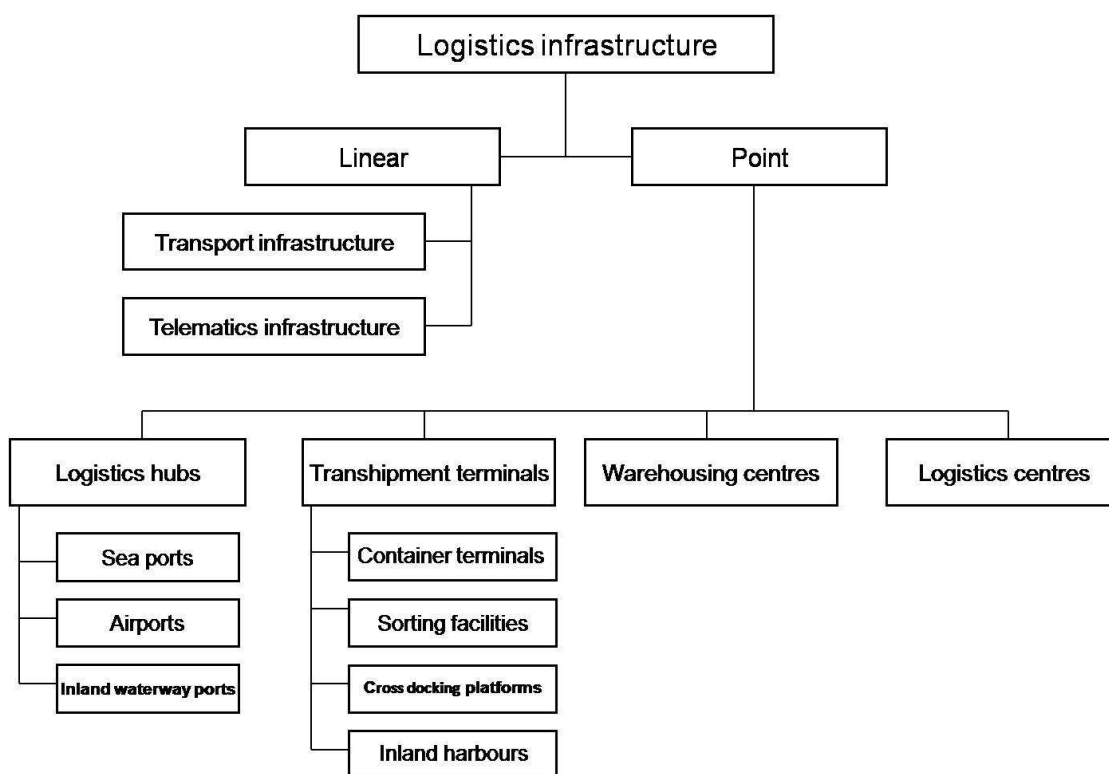 Logistics infrastructure
Linear
Point
Transport infrastructure
Telematics infrastructure
Logistics hubs
Transhipment terminals
Warehousing centres
Logistics centres
Sea ports
Container terminals
Airports
Sorting facilities
Inland waterway ports
Cross docking platforms
Inland harbours